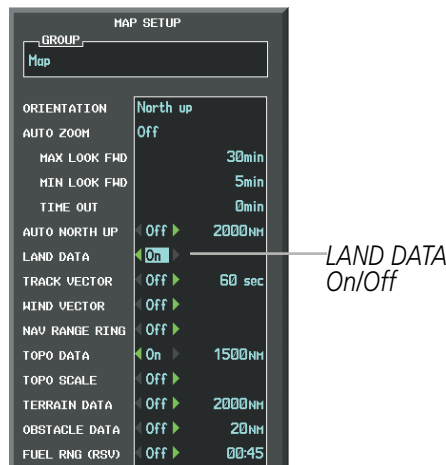 MAP SETUP
GROUP
Map
ORIENTATION North up
AUTO ZOOM Off
MAX LOOK FWD 30min
MIN LOOK FWD 5min
TIME OUT 0min
AUTO NORTH UP Off 2000NM
LAND DATA On
TRACK VECTOR Off 60 sec
WIND VECTOR Off
NAV RANGE RING Off
TOPO DATA On 1500NM
TOPO SCALE Off
TERRAIN DATA Off 2000NM
OBSTACLE DATA Off 20NM
FUEL RNG (RSV) Off 00:45
LAND DATA
On/Off